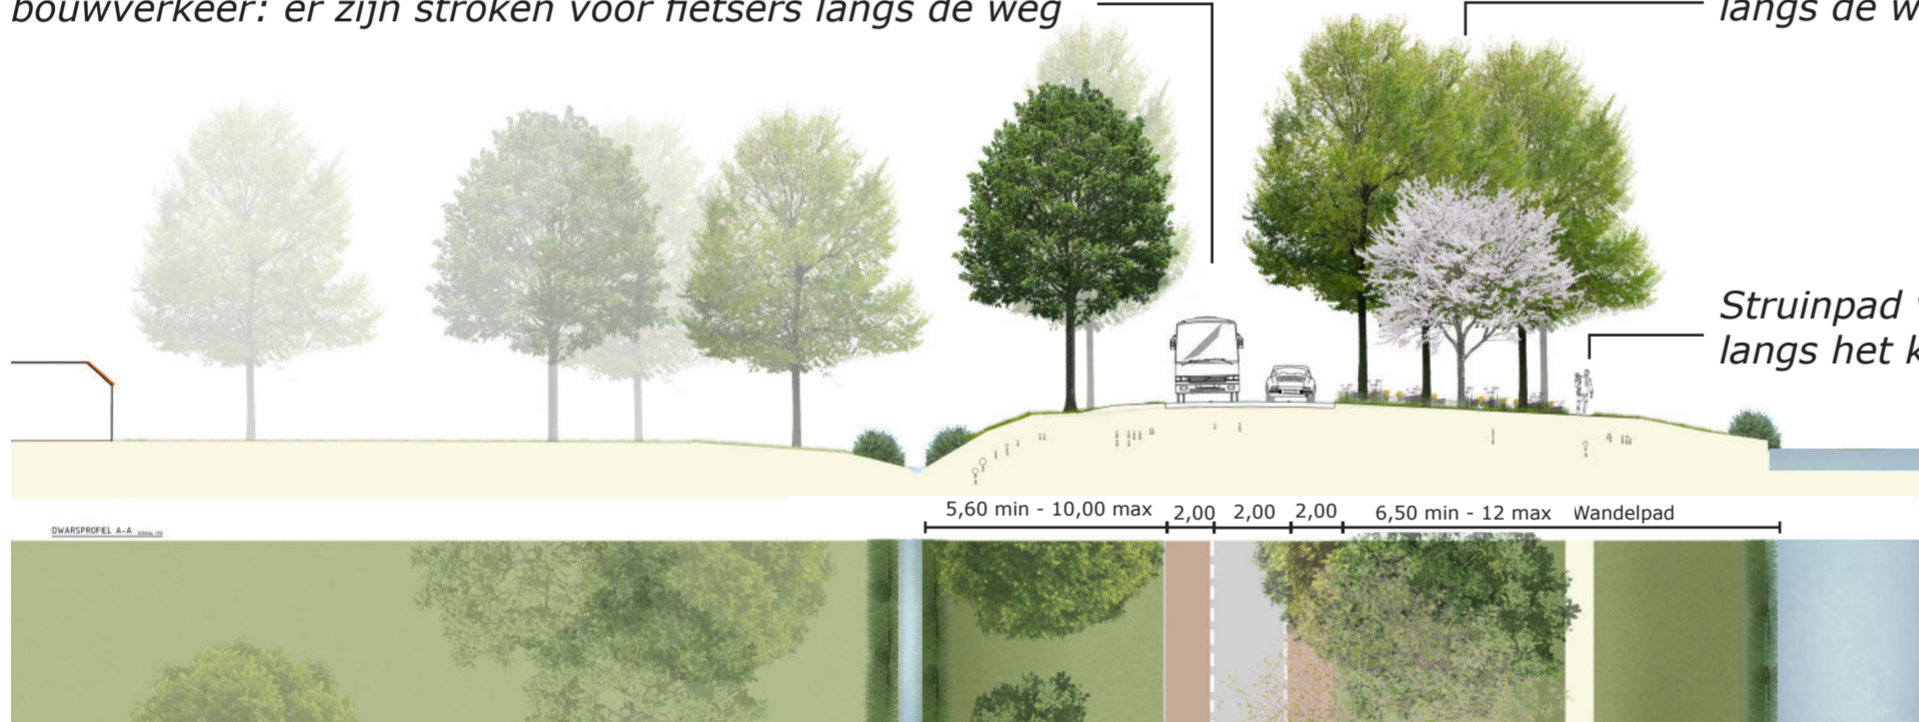 bouwverkeer: er zijn stroken voor fietsers langs de weg
langs de w
Struinpad
langs het k
5,60 min - 10,00 max 2,00 2,00 2,00 6,50 min - 12 max Wandelpad
DWARSPROFIEL A-A